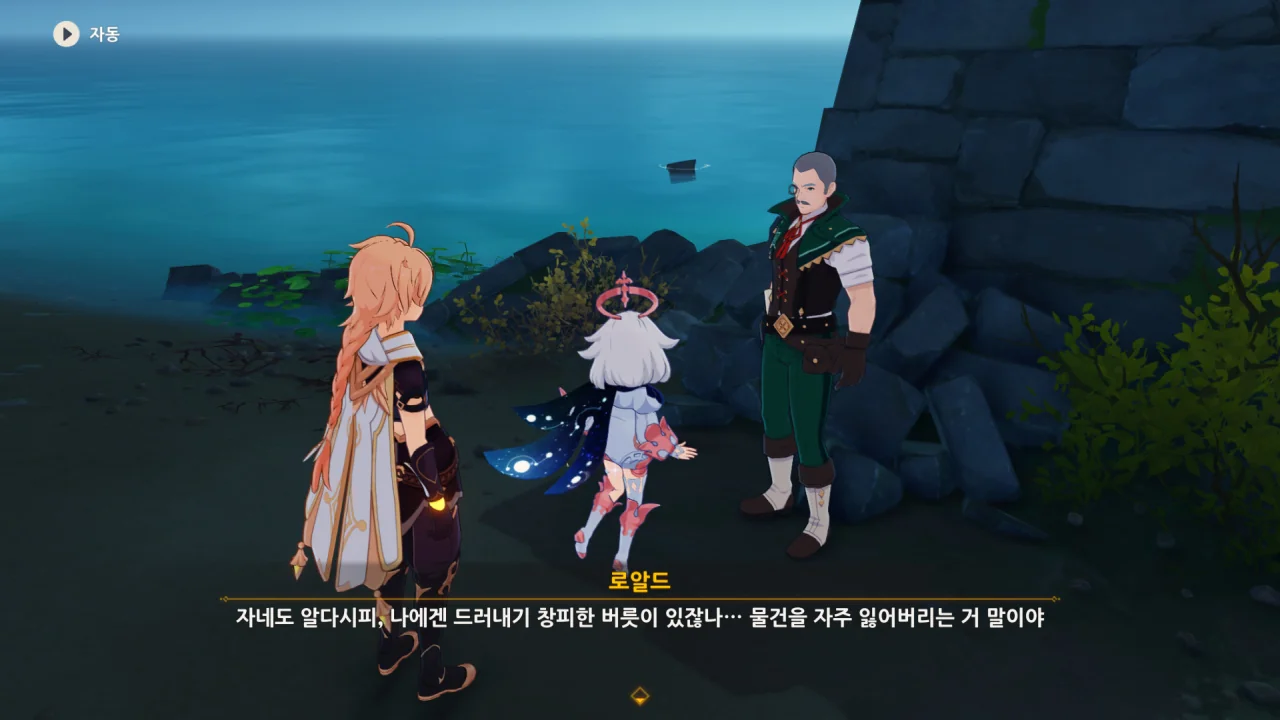 자동
로알드
자네도 알다시피, 나에겐 드러내기 창피한 버릇이 있잖나… 물건을 자주 잃어버리는 거 말이야